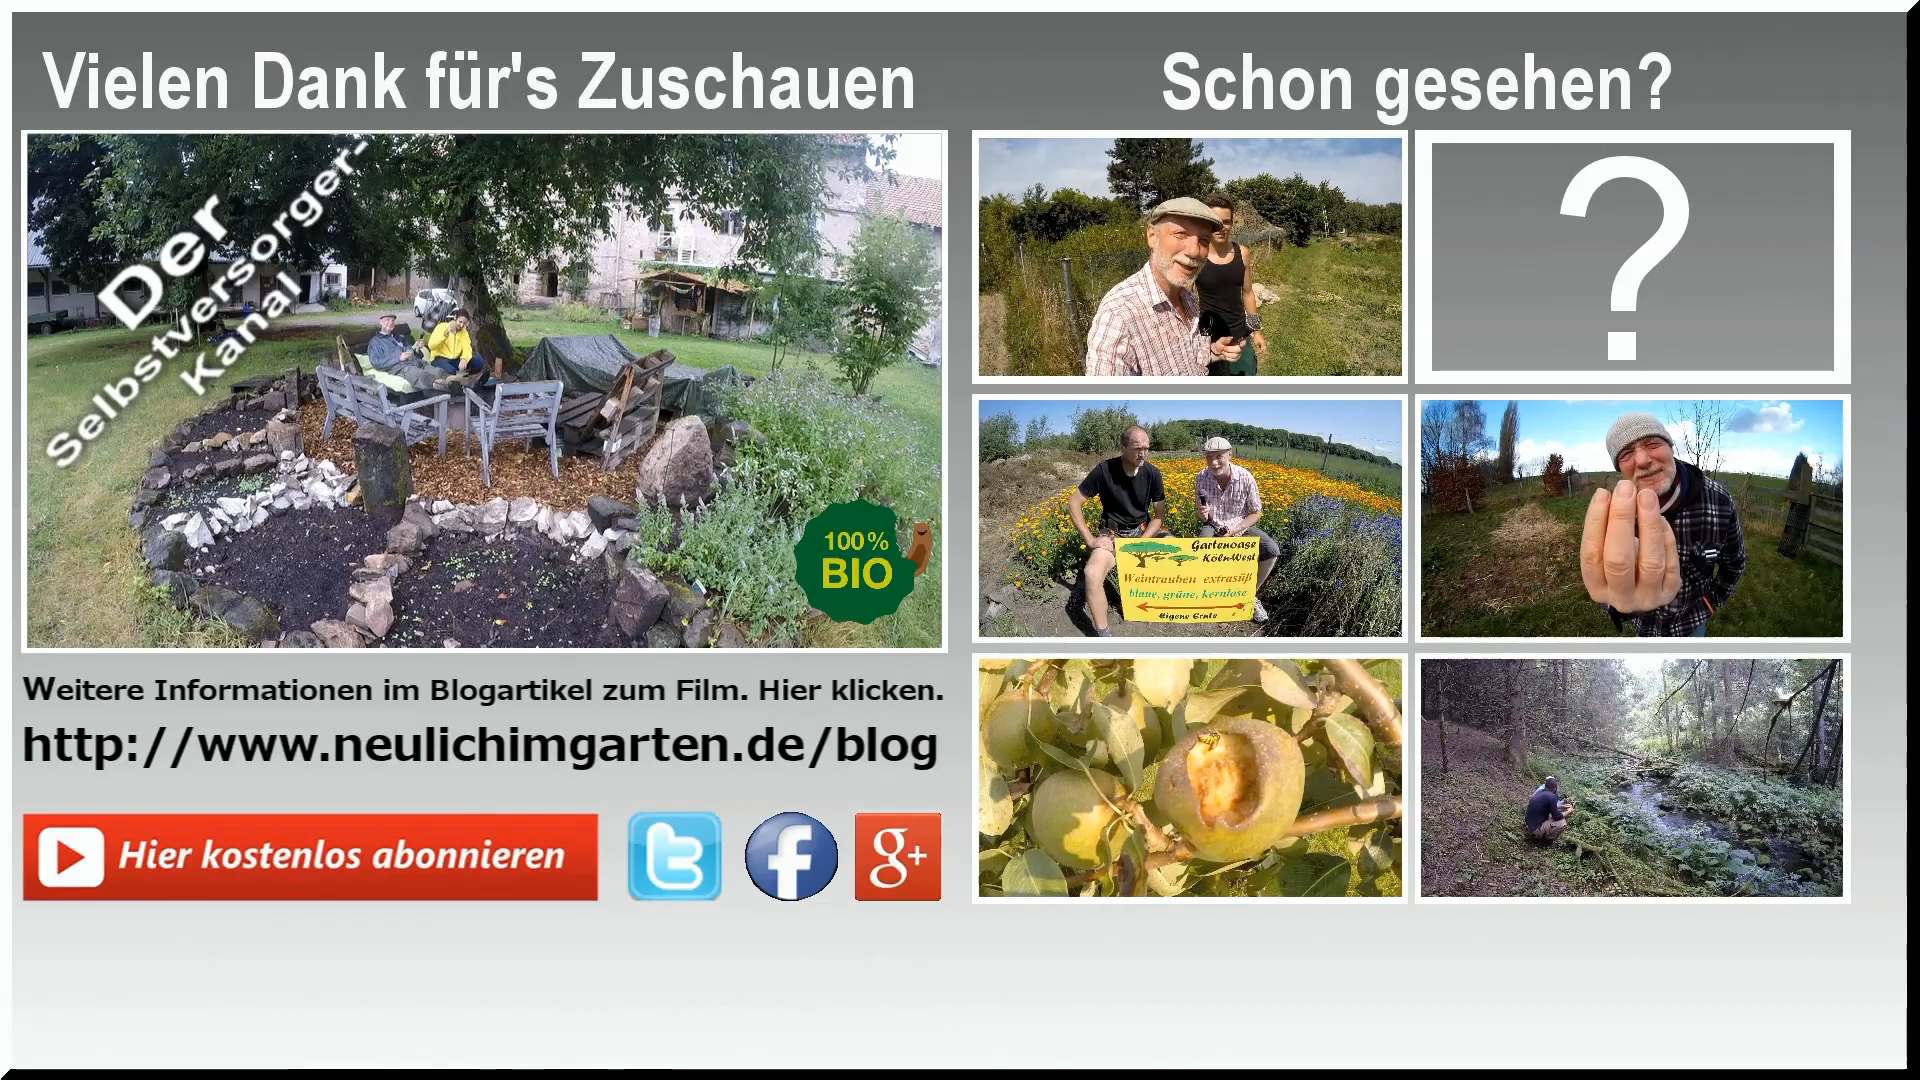 Vielen Dank für's Zuschauen
Der
Selbstversorger-
Kanal
100%
BIO
Weitere Informationen im Blogartikel zum Film. Hier klicken.
http://www.neulichimgarten.de/blog
Hier kostenlos abonnieren
t
f
g+
Schon gesehen?
?
Gartenoase
Köln-West
Weintrauben extrasüß
blaue, grüne, kernlose
Eigene Ernte